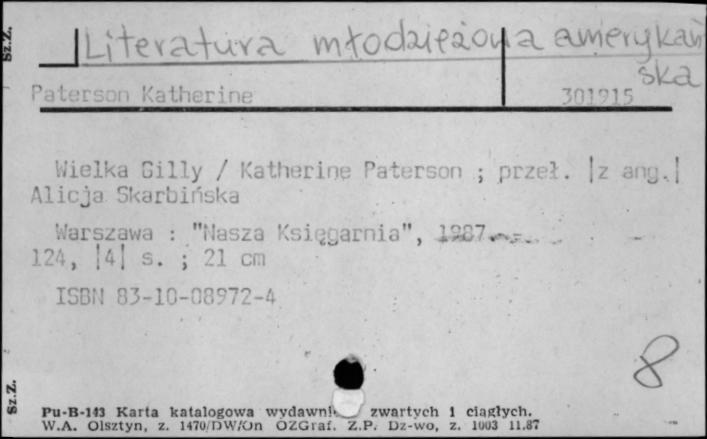 Sz.Z.
Literatura młodzieżowa amerykań
ska
Paterson Katherine 301915
Wielka Gilly / Katherine Paterson ; przeł. |z ang.|
Alicja Skarbińska
Warszawa : "Nasza Księgarnia", 1987.
124, |4| s. ; 21 cm
ISBN 83-10-08972-4
8
Sz.Z.
Pu-B-143 Karta katalogowa zwartych i ciągłych.
W.A. Olsztyn, z. 1470/DW/On OZGraf. Z.P. Dz-wo, z. 1003 11.87